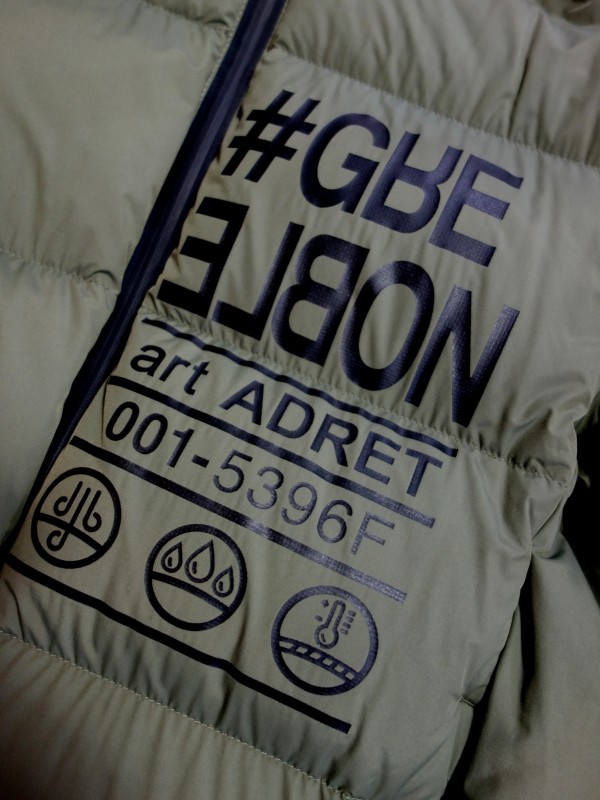 #GRE
NOBLE
art ADRET
001-5396F